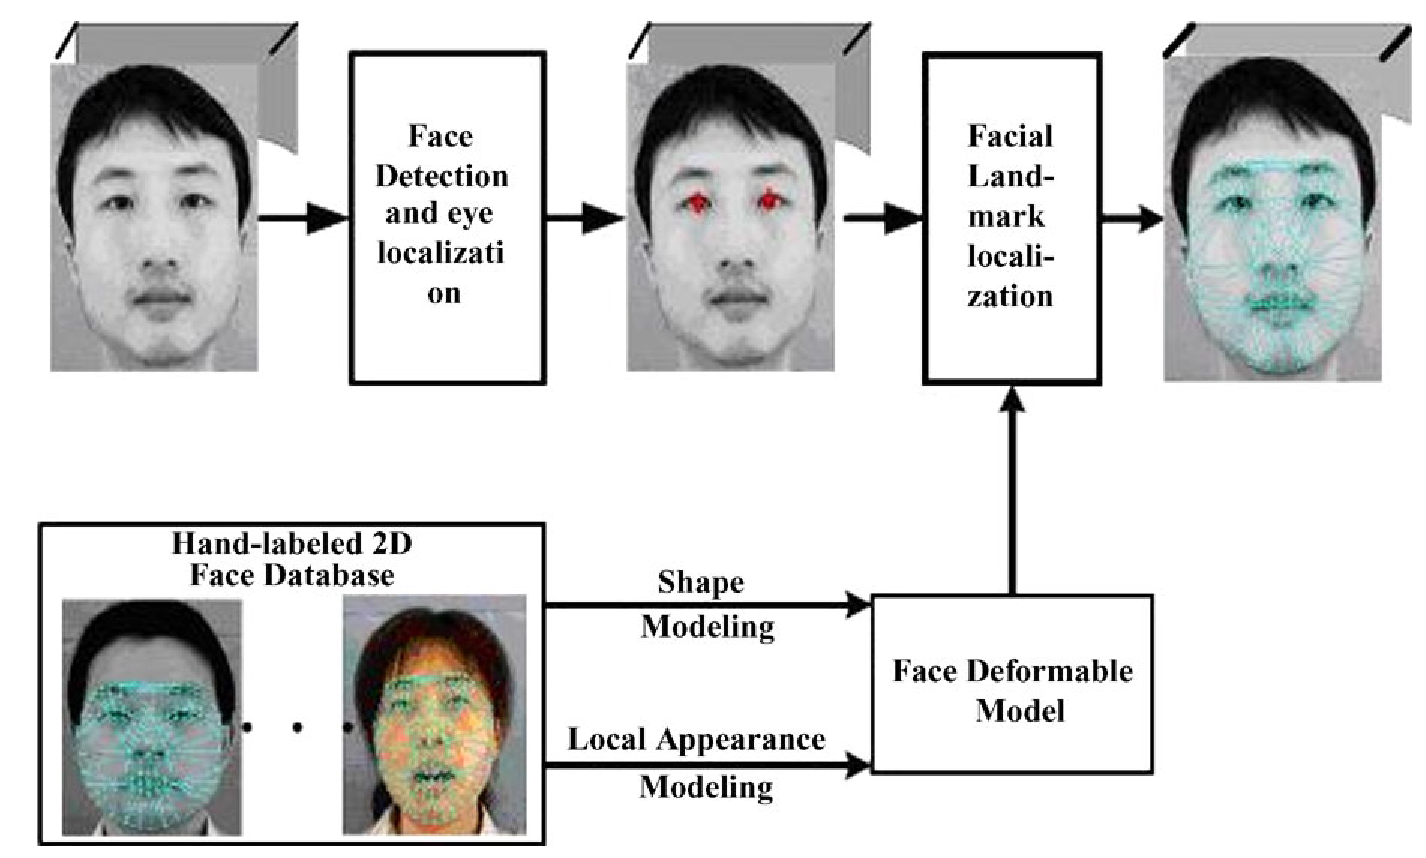 Face
Detection
and eye
localizati
on
Facial
Land-
mark
locali-
zation
Hand-labeled 2D
Face Database
Shape
Modeling
Local Appearance
Modeling
Face Deformable
Model